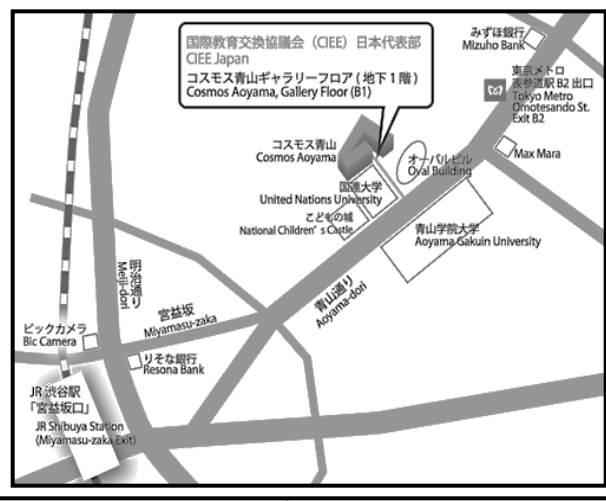 国際教育交換協議会（CIEE）日本代表部
CIEE Japan
コスモス青山ギャラリーフロア ( 地下 1 階 )
Cosmos Aoyama, Gallery Floor (B1)
みずほ銀行
Mizuho Bank
東京メトロ
表参道駅 B2 出口
Tokyo Metro
Omotesando St.
Exit B2
Max Mara
コスモス青山
Cosmos Aoyama
オーバルビル
Oval Building
国連大学
United Nations University
こどもの城
National Children's Castle
青山学院大学
Aoyama Gakuin University
青山通り
Aoyama-dori
明治通り
Meiji-dori
宮益坂
Miyamasu-zaka
ビックカメラ
Bic Camera
りそな銀行
Resona Bank
JR 渋谷駅
「宮益坂口」
JR Shibuya Station
(Miyamasu-zaka Exit)